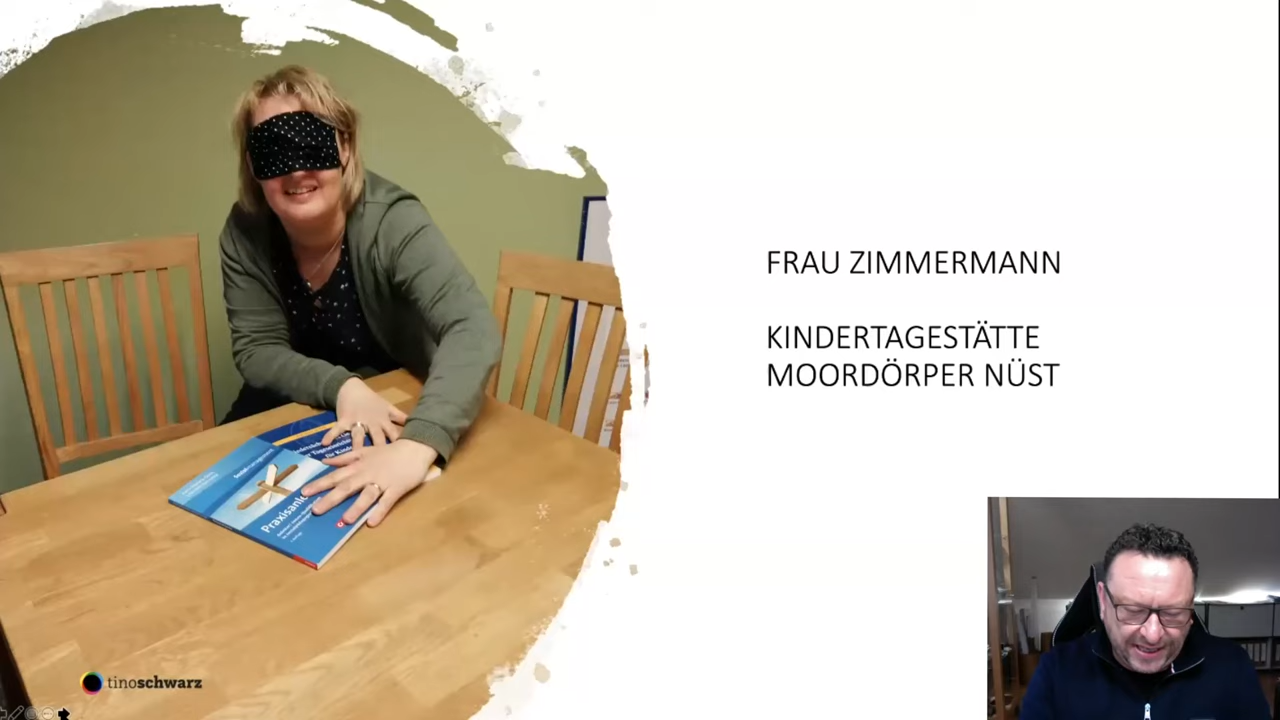 FRAU ZIMMERMANN
KINDERTAGESTÄTTE
MOORDÖRPER NÜST
Praxisanl
tinoschwarz